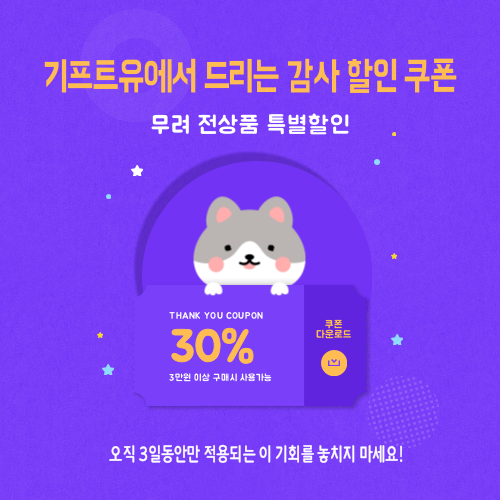 기프트유에서 드리는 감사 할인 쿠폰
무려 전상품 특별할인
THANK YOU COUPON
30%
3만원 이상 구매시 사용가능
쿠폰
다운로드
오직 3일동안만 적용되는 이 기회를 놓치지 마세요!